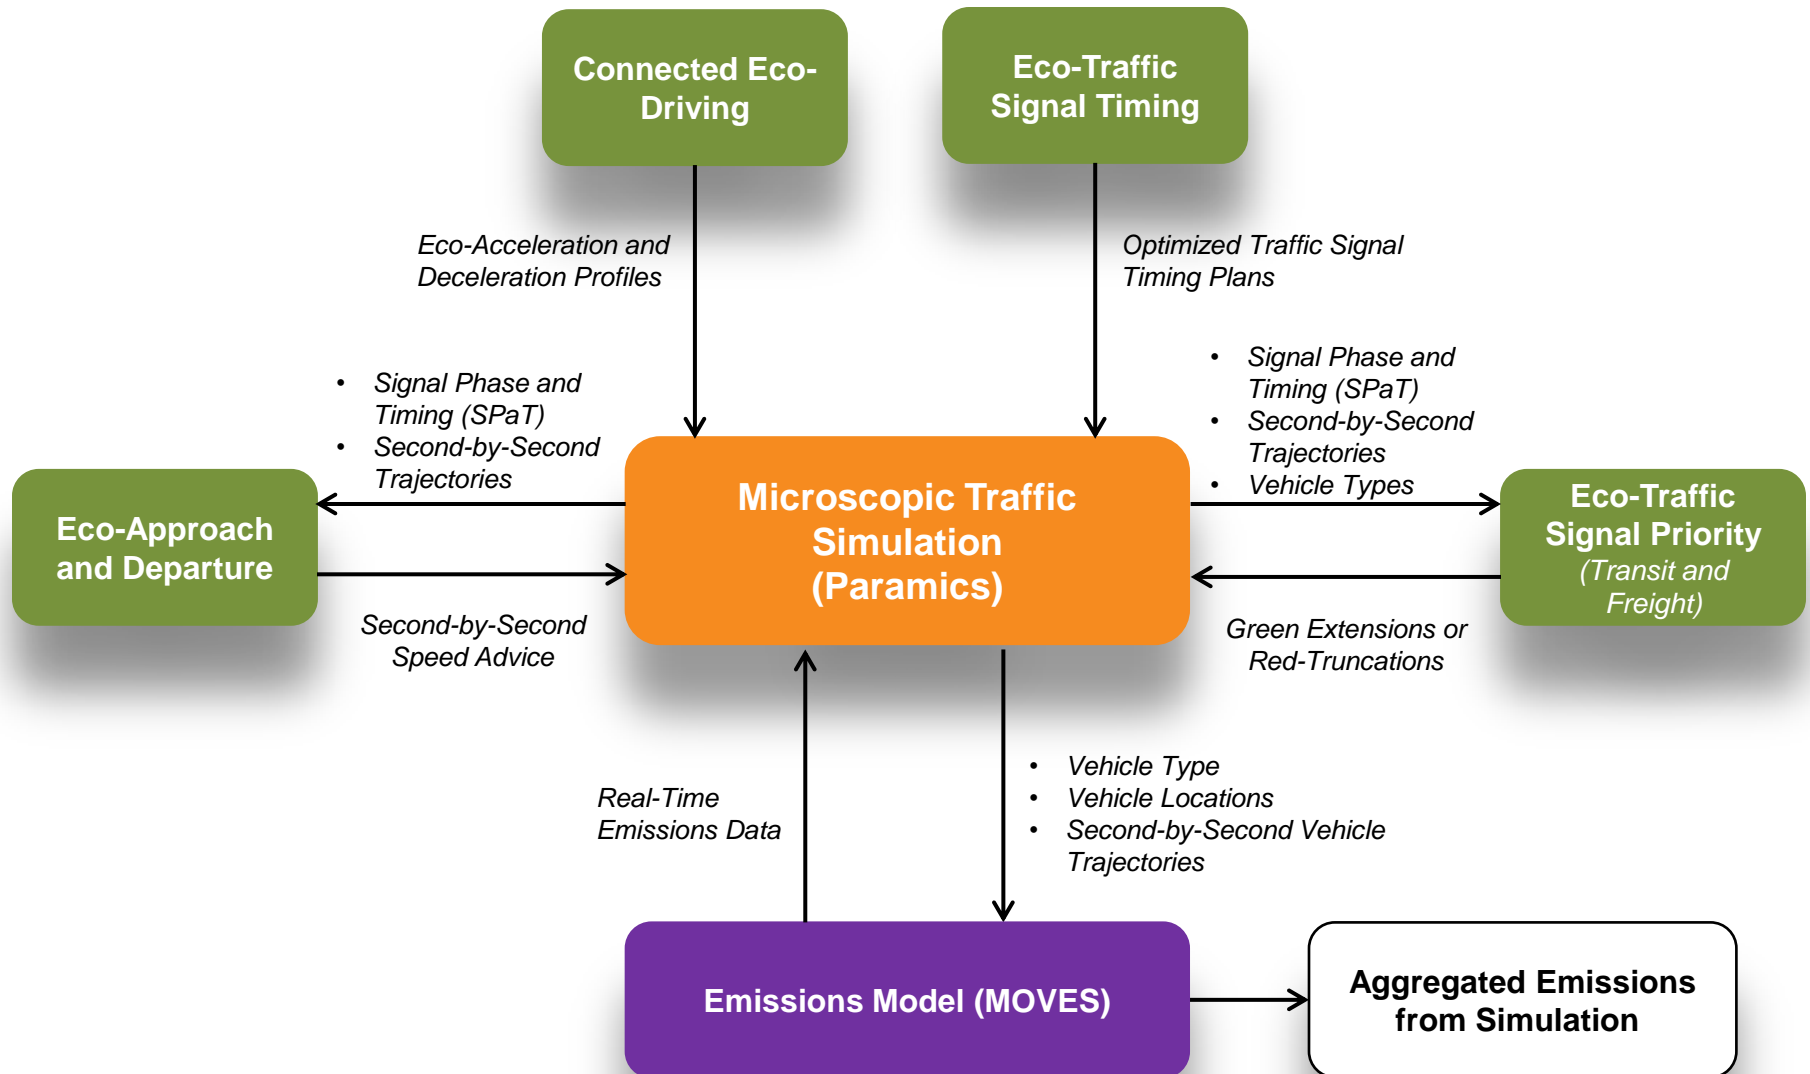 Connected Eco-
Driving
Eco-Traffic
Signal Timing
Eco-Acceleration and
Deceleration Profiles
Optimized Traffic Signal
Timing Plans
• Signal Phase and
Timing (SPaT)
• Second-by-Second
Trajectories
• Signal Phase and
Timing (SPaT)
• Second-by-Second
Trajectories
• Vehicle Types
Eco-Approach
and Departure
Microscopic Traffic
Simulation
(Paramics)
Eco-Traffic
Signal Priority
(Transit and
Freight)
Second-by-Second
Speed Advice
Green Extensions or
Red-Truncations
Real-Time
Emissions Data
• Vehicle Type
• Vehicle Locations
• Second-by-Second Vehicle
Trajectories
Emissions Model (MOVES)
Aggregated Emissions
from Simulation